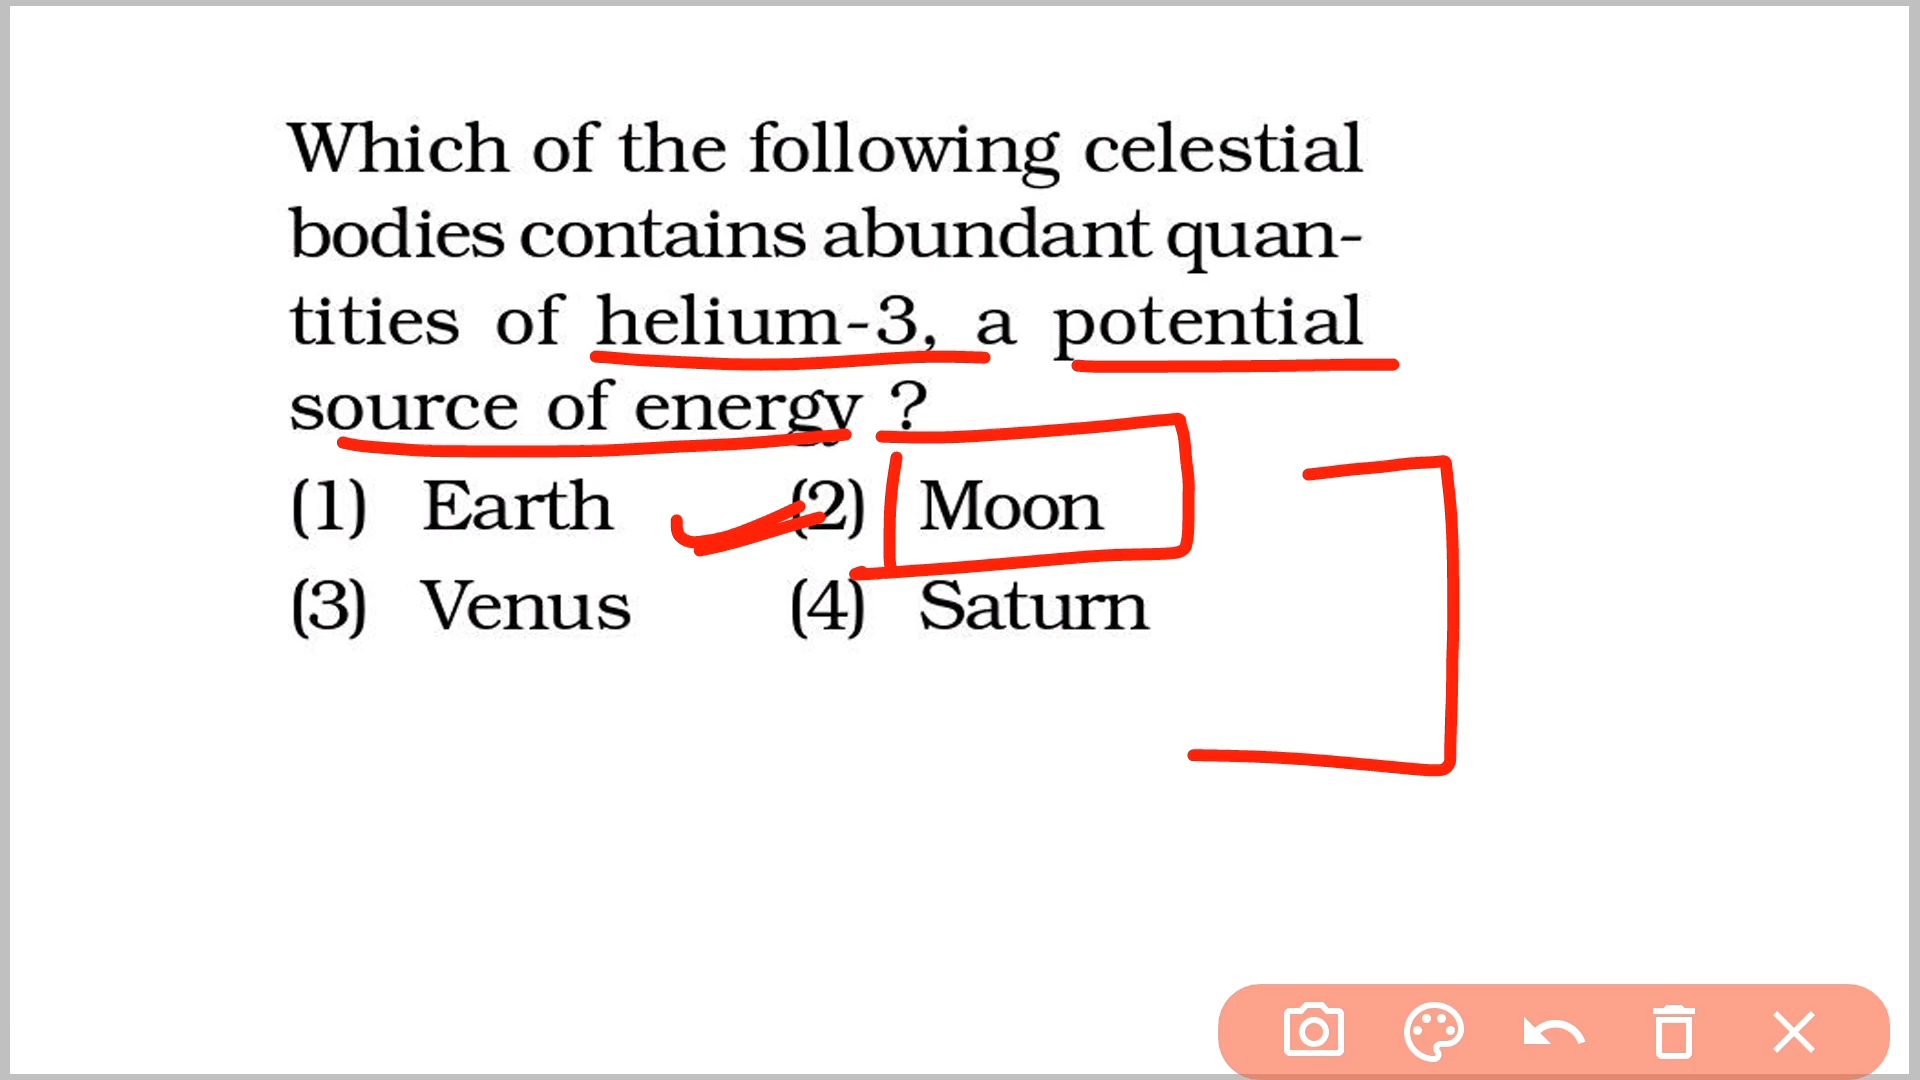 Which of the following celestial
bodies contains abundant quan-
tities of helium-3, a potential
source of energy ?
(1) Earth (2) Moon
(3) Venus (4) Saturn